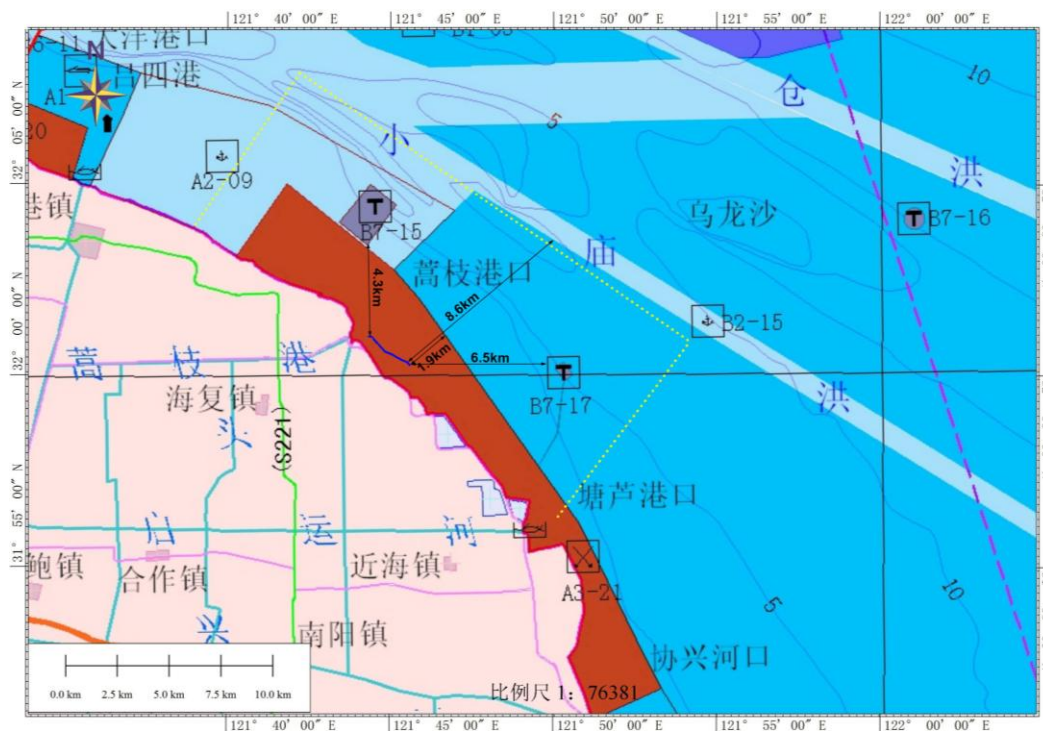 121° 40′ 00″ E
121° 45′ 00″ E
121° 50′ 00″ E
121° 55′ 00″ E
122° 00′ 00″ E
6-11
大洋港口
N
吕四港
A1
20
A2-09
小
5
仓
洪
10
32° 05′ 00″ N
港镇
T
B7-15
乌龙沙
T
B7-16
蒿枝港口
庙
4.3km
8.6km
B2-15
1.9km
6.5km
32° 00′ 00″ N
蒿枝港
海复镇
T
B7-17
洪
头
(S221)
塘芦港口
启运河
31° 55′ 00″ N
鲍镇
合作镇
近海镇
A3-21
5
10
南阳镇
协兴河口
0.0 km
2.5 km
5.0 km
7.5 km
10.0 km
比例尺 1: 76381
121° 40′ 00″ E
121° 45′ 00″ E
121° 50′ 00″ E
121° 55′ 00″ E
122° 00′ 00″ E